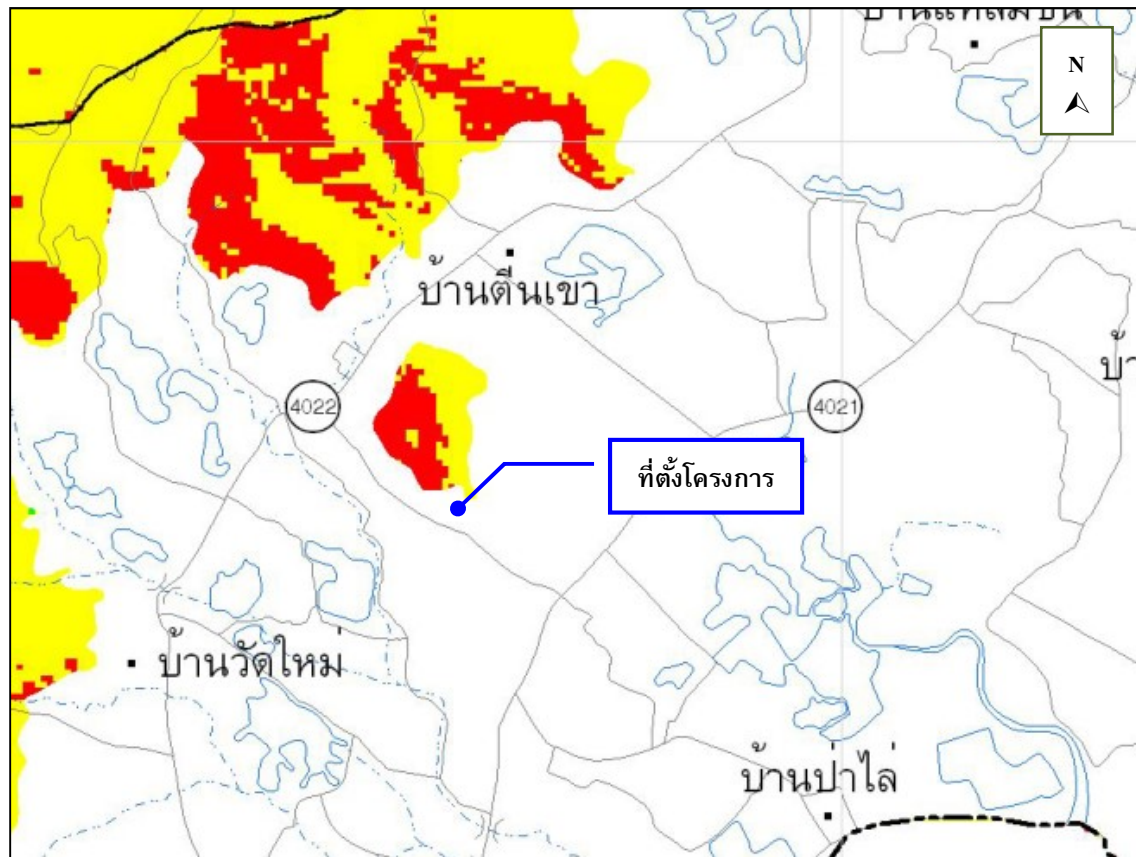 N
บ้านตีนเขา
4022
4021
ที่ตั้งโครงการ
บ้านวัดใหม่
บ้านป่าไล่